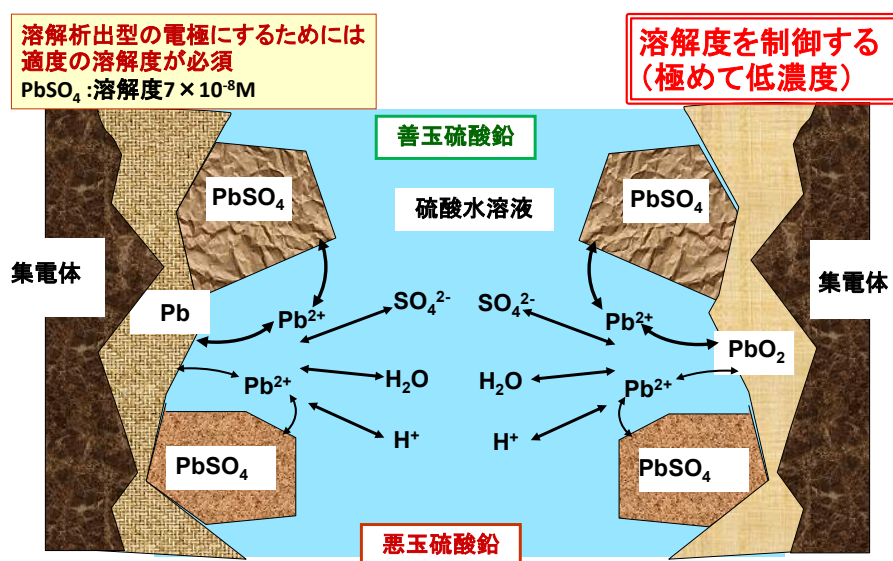 溶解析出型の電極にするためには
適度の溶解度が必須
PbSO₄ :溶解度7×10⁻⁸M
溶解度を制御する
(極めて低濃度)
善玉硫酸鉛
PbSO₄
硫酸水溶液
PbSO₄
集電体
集電体
Pb
Pb²⁺
SO₄²⁻
SO₄²⁻
Pb²⁺
PbO₂
Pb²⁺
H₂O
H₂O
Pb²⁺
H⁺
H⁺
PbSO₄
PbSO₄
悪玉硫酸鉛